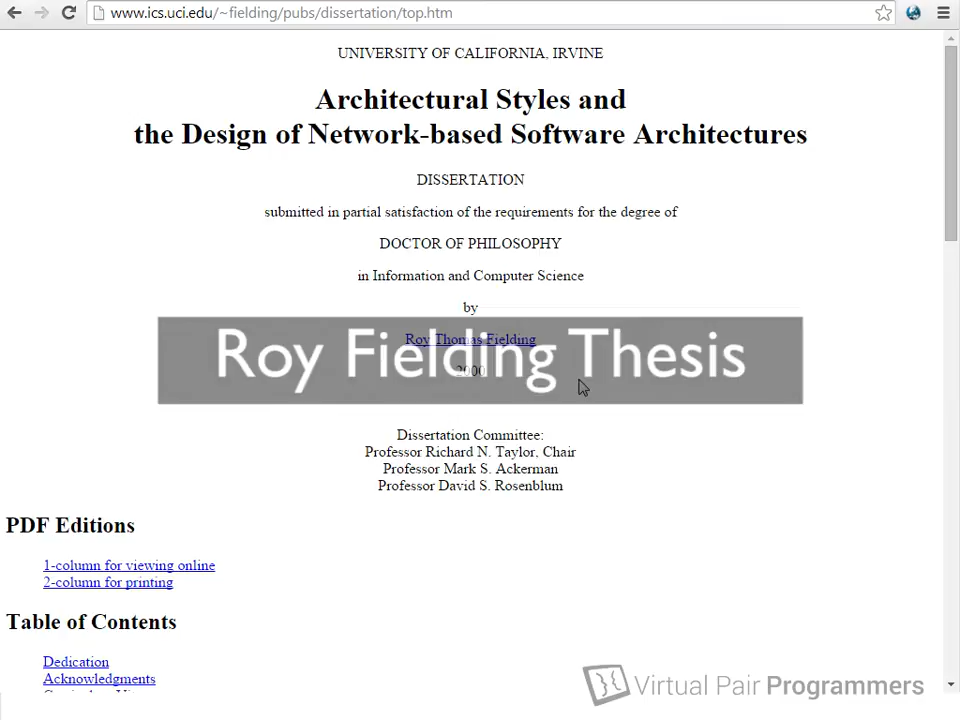 www.ics.uci.edu/~fielding/pubs/dissertation/top.htm
UNIVERSITY OF CALIFORNIA, IRVINE
Architectural Styles and
the Design of Network-based Software Architectures
DISSERTATION
submitted in partial satisfaction of the requirements for the degree of
DOCTOR OF PHILOSOPHY
in Information and Computer Science
by
Roy Thomas Fielding
Roy Fielding Thesis
2000
Dissertation Committee:
Professor Richard N. Taylor, Chair
Professor Mark S. Ackerman
Professor David S. Rosenblum
PDF Editions
1-column for viewing online
2-column for printing
Table of Contents
Dedication
Acknowledgments
Virtual Pair Programmers